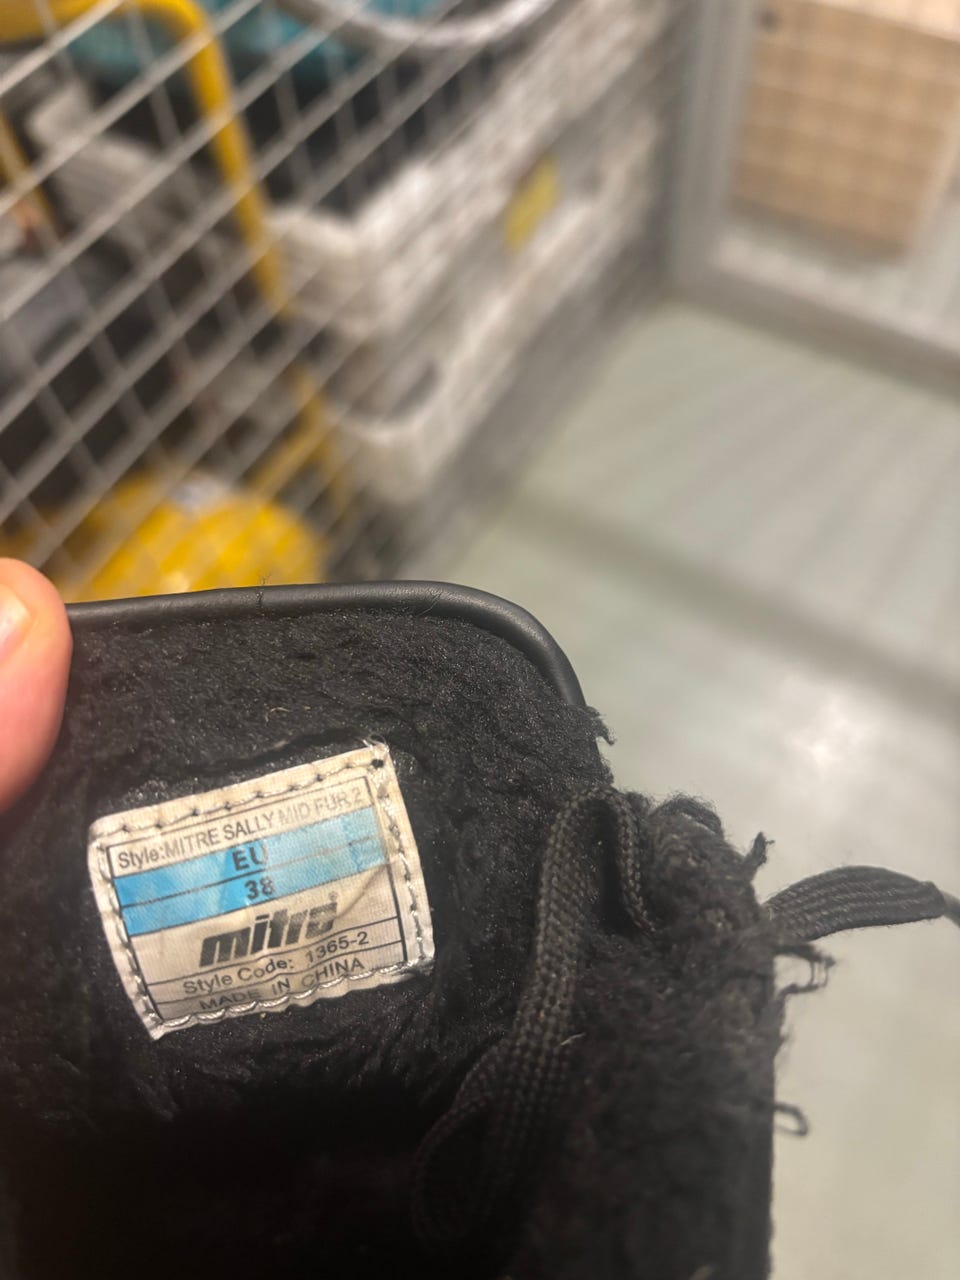 Style:MITRE SALLY MID FUR 2
EU
38
mitre
Style Code: 1365-2
MADE IN CHINA